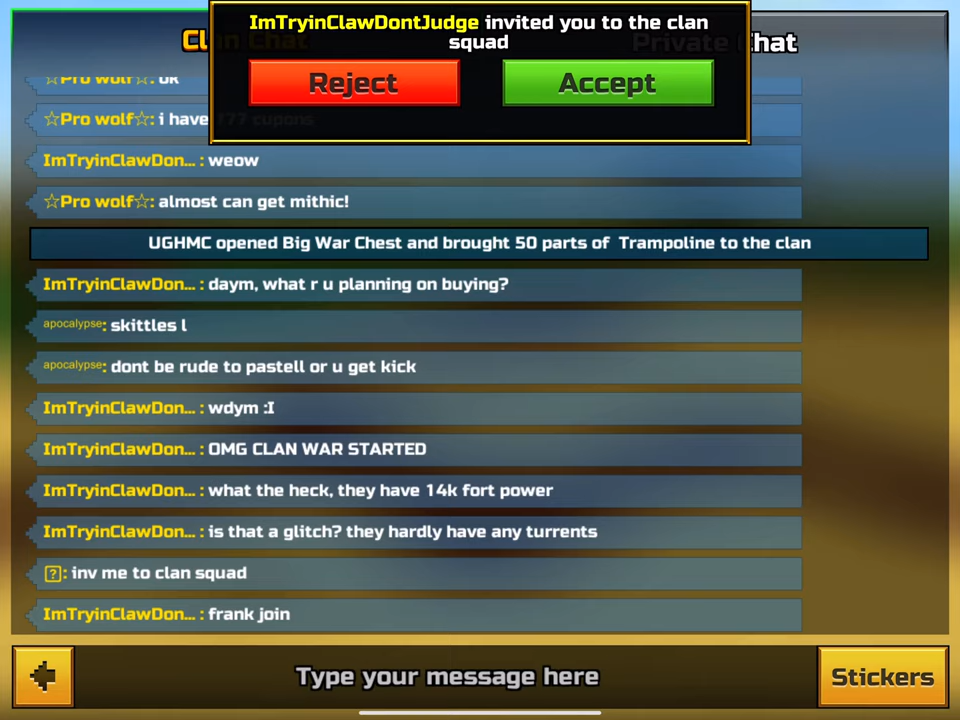 ImTryinClawDontJudge invited you to the clan
squad
Reject
Accept
Clan Chat
Private Chat
☆Pro wolf☆: ok
☆Pro wolf☆: i have 777 cupons
ImTryinClawDon... : weow
☆Pro wolf☆: almost can get mithic!
UGHMC opened Big War Chest and brought 50 parts of Trampoline to the clan
ImTryinClawDon... : daym, what r u planning on buying?
apocalypse: skittles l
apocalypse: dont be rude to pastell or u get kick
ImTryinClawDon... : wdym :I
ImTryinClawDon... : OMG CLAN WAR STARTED
ImTryinClawDon... : what the heck, they have 14k fort power
ImTryinClawDon... : is that a glitch? they hardly have any turrents
?: inv me to clan squad
ImTryinClawDon... : frank join
Type your message here
Stickers